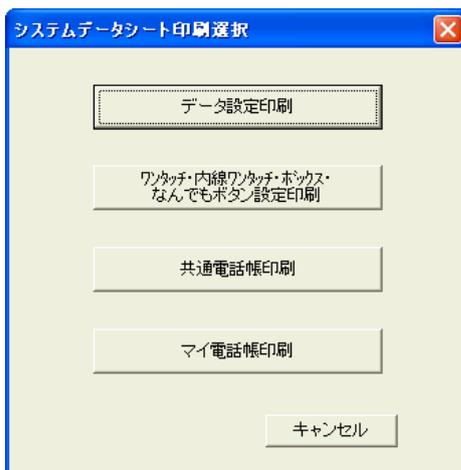 システムデータシート印刷選択
データ設定印刷
ワンタッチ・内線ワンタッチ・ボックス・
なんでもボタン設定印刷
共通電話帳印刷
マイ電話帳印刷
キャンセル